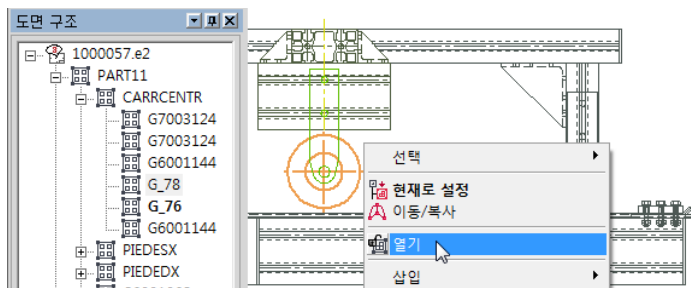 도면 구조
1000057.e2
PART11
CARRCENTR
G7003124
G7003124
G6001144
G_78
G_76
G6001144
PIEDESX
PIEDEDX
선택
현재로 설정
이동/복사
열기
삽입